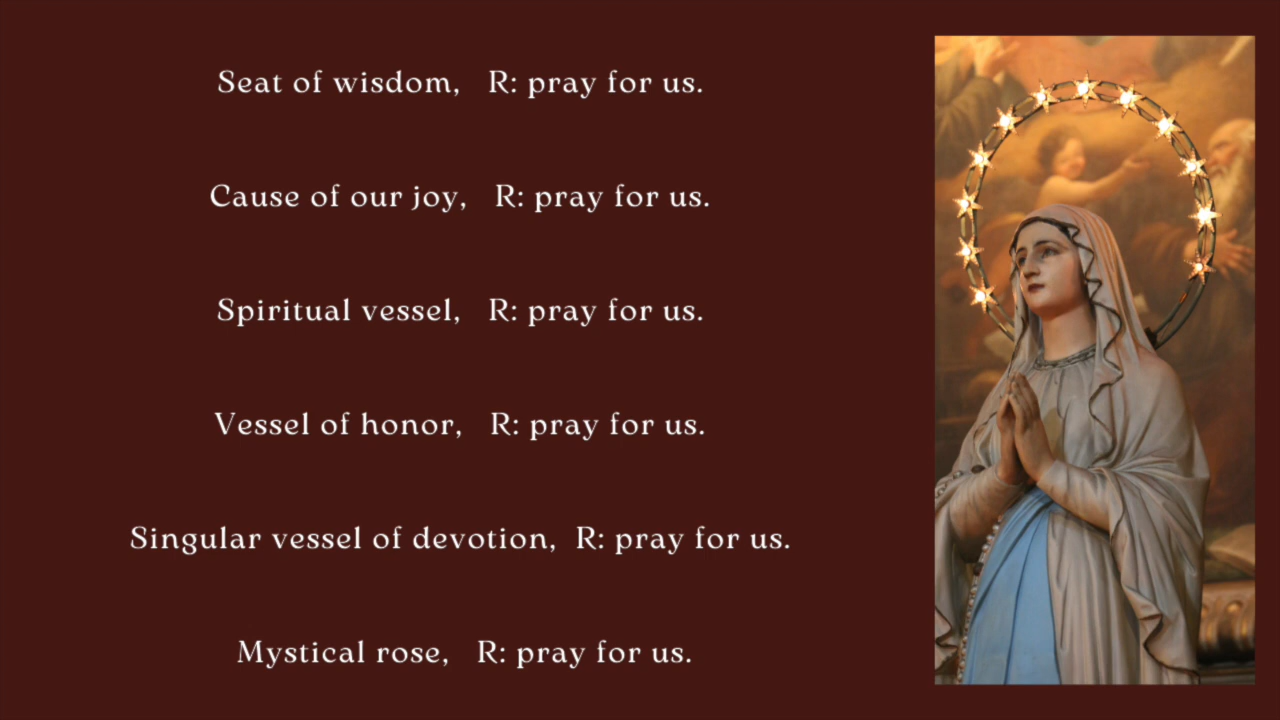 Seat of wisdom, R: pray for us.
Cause of our joy, R: pray for us.
Spiritual vessel, R: pray for us.
Vessel of honor, R: pray for us.
Singular vessel of devotion, R: pray for us.
Mystical rose, R: pray for us.